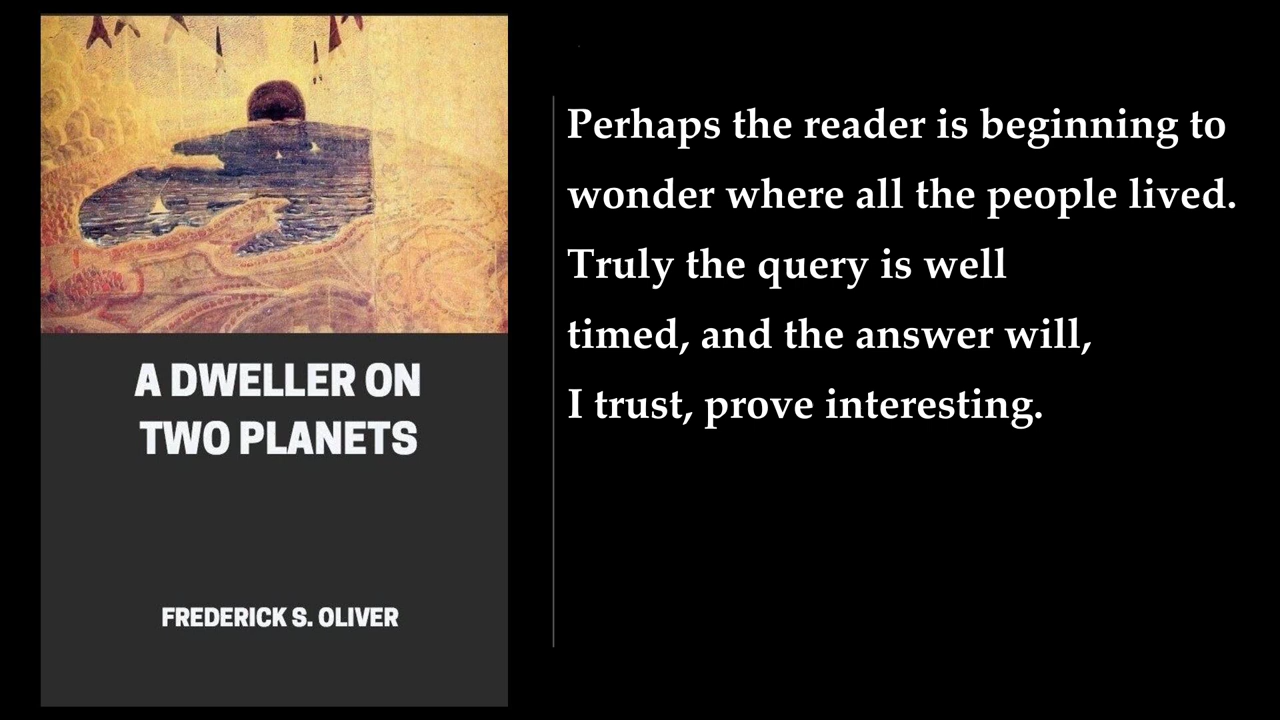 A DWELLER ON
TWO PLANETS
FREDERICK S. OLIVER
Perhaps the reader is beginning to
wonder where all the people lived.
Truly the query is well
timed, and the answer will,
I trust, prove interesting.